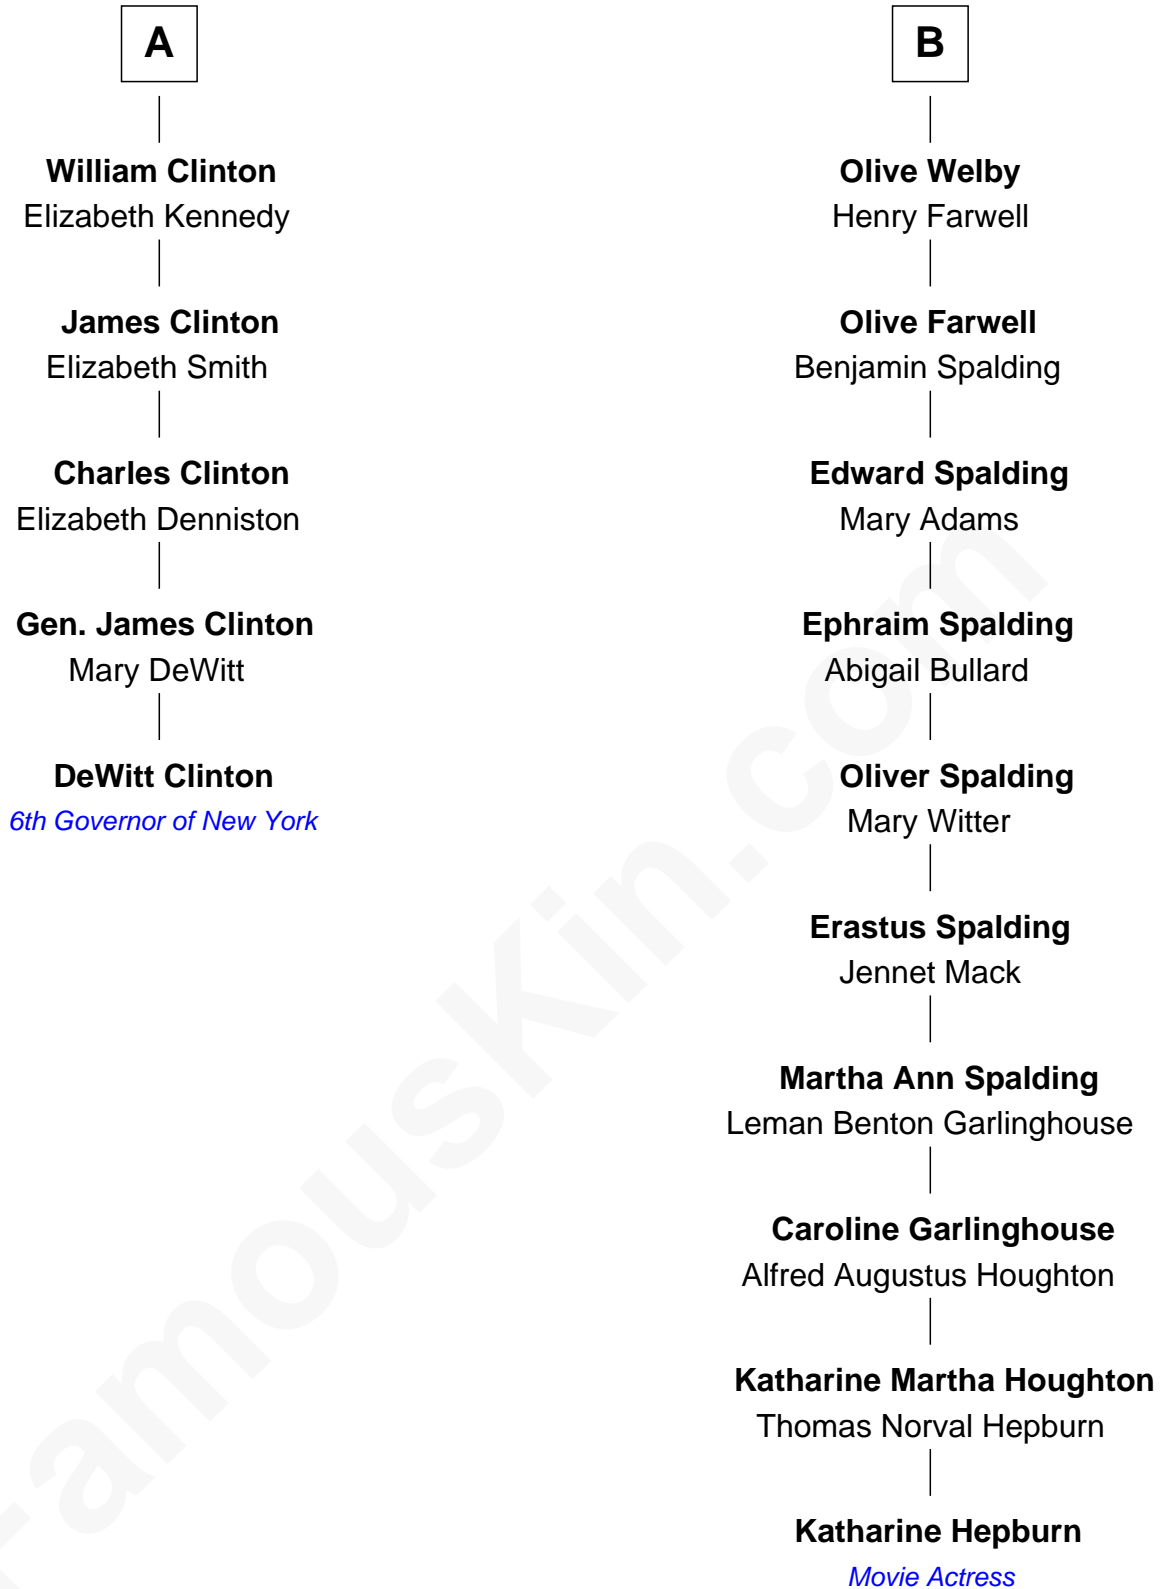 A
William Clinton
Elizabeth Kennedy
James Clinton
Elizabeth Smith
Charles Clinton
Elizabeth Denniston
Gen. James Clinton
Mary DeWitt
DeWitt Clinton
6th Governor of New York
B
Olive Welby
Henry Farwell
Olive Farwell
Benjamin Spalding
Edward Spalding
Mary Adams
Ephraim Spalding
Abigail Bullard
Oliver Spalding
Mary Witter
Erastus Spalding
Jennet Mack
Martha Ann Spalding
Leman Benton Garlinghouse
Caroline Garlinghouse
Alfred Augustus Houghton
Katharine Martha Houghton
Thomas Norval Hepburn
Katharine Hepburn
Movie Actress
FamousKin.com